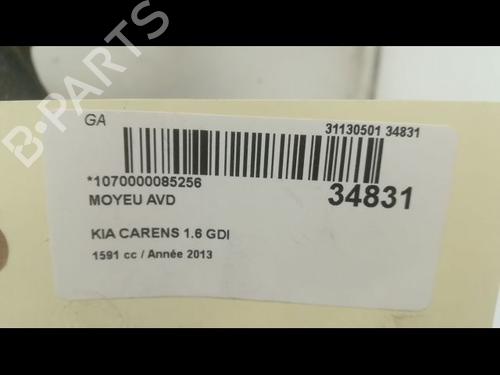 B-PARTS
GA
31130501 34831
*1070000085256
34831
MOYEU AVD
KIA CARENS 1.6 GDI
1591 cc / Année 2013